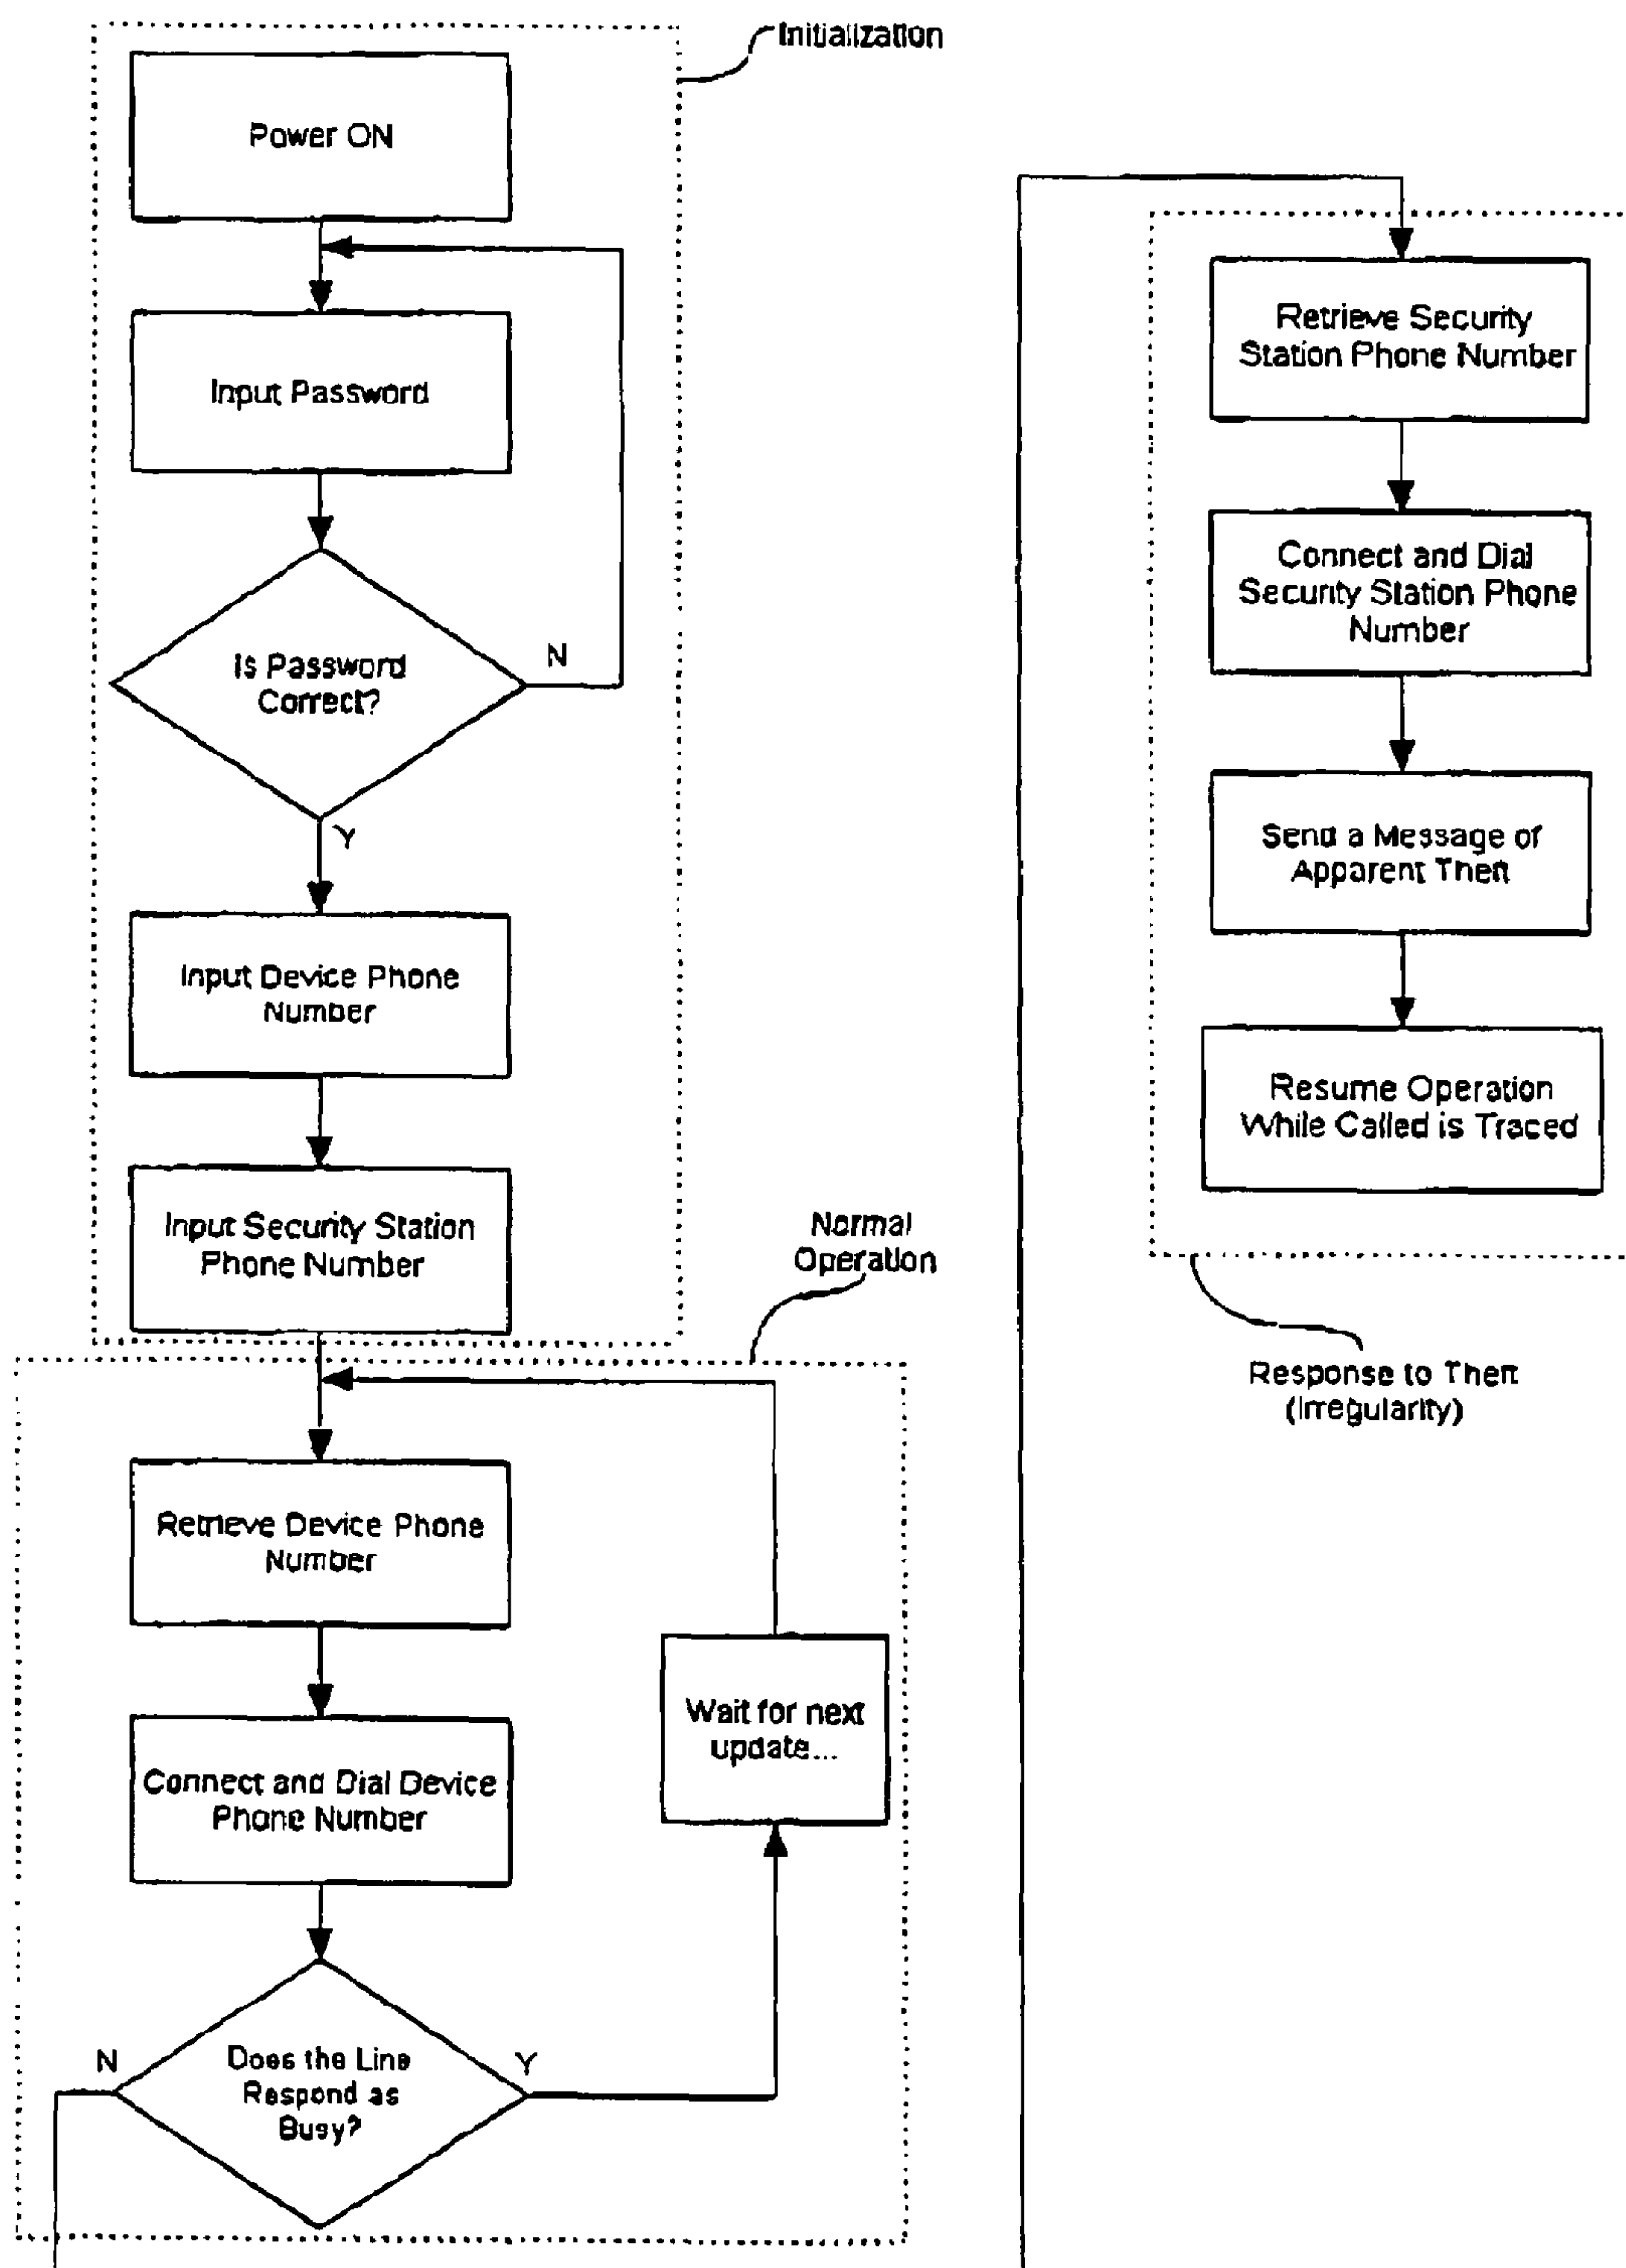 Initialization
Power ON
Input Password
Is Password
Correct?
N
Y
Input Device Phone
Number
Input Security Station
Phone Number
Normal
Operation
Retrieve Device Phone
Number
Connect and Dial Device
Phone Number
Wait for next
update...
Does the Line
Respond as
Busy?
N
Y
Retrieve Security
Station Phone Number
Connect and Dial
Security Station Phone
Number
Send a Message of
Apparent Theft
Resume Operation
While Called is Traced
Response to Theft
(Irregularity)